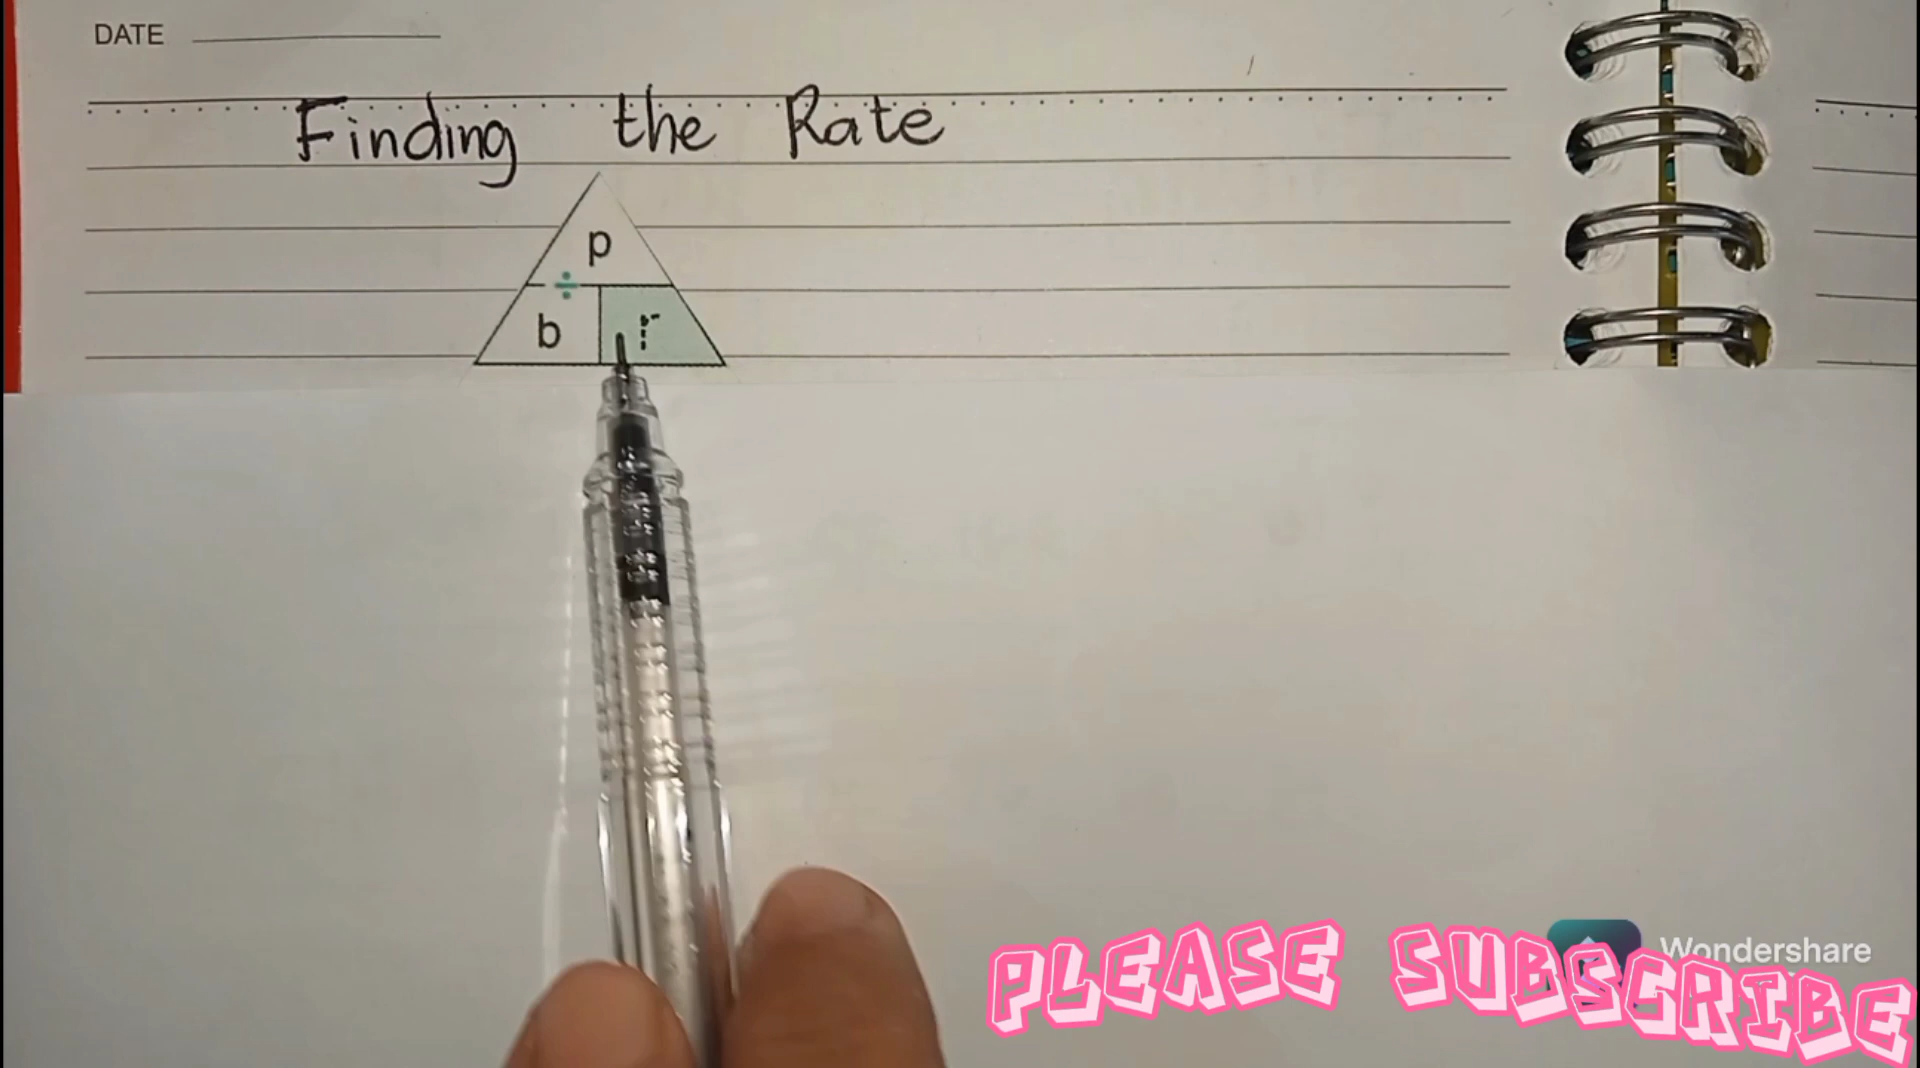 DATE
Finding the Rate
p
÷
b r
Wondershare
PLEASE SUBSCRIBE